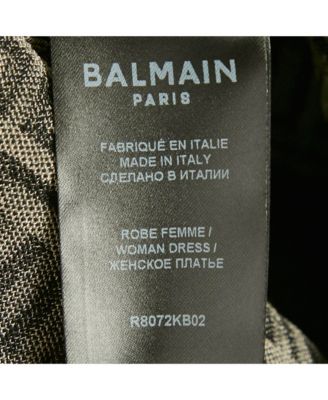 BALMAIN
PARIS
FABRIQUÉ EN ITALIE
MADE IN ITALY
СДЕЛАНО В ИТАЛИИ
ROBE FEMME/
WOMAN DRESS/
ЖЕНСКОЕ ПЛАТЬЕ
R8072KB02